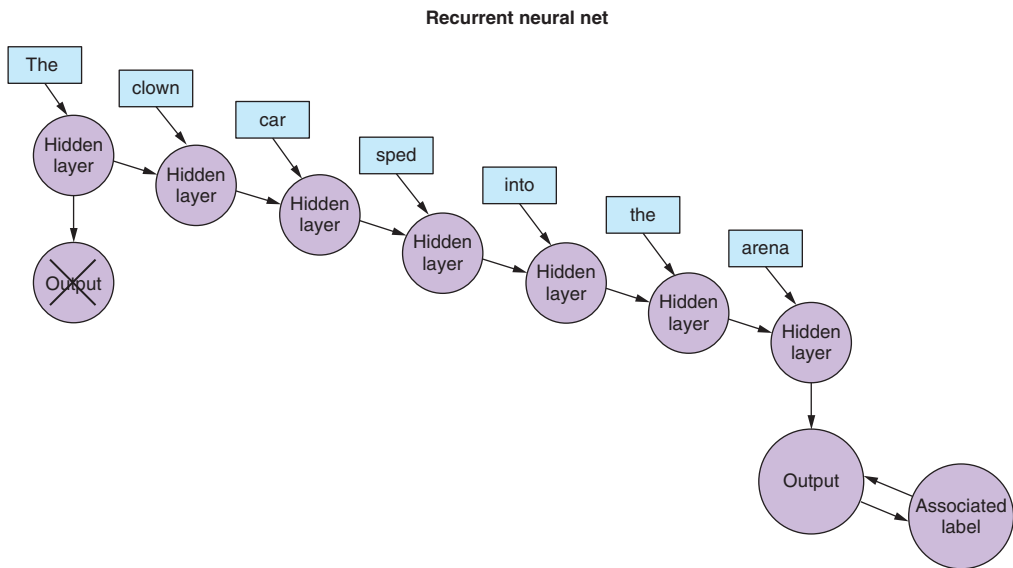 Recurrent neural net
The
clown
car
sped
into
the
arena
Hidden
layer
Hidden
layer
Hidden
layer
Hidden
layer
Hidden
layer
Hidden
layer
Hidden
layer
Output
Output
Associated
label